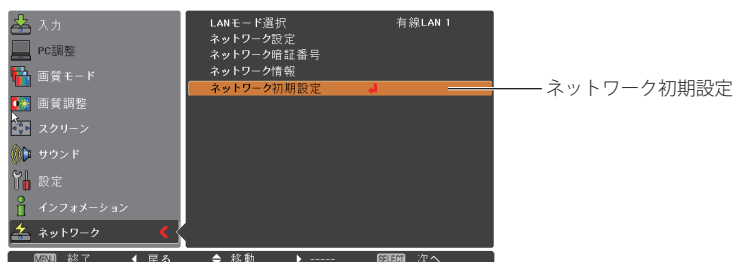 入力
PC調整
画質モード
画質調整
スクリーン
サウンド
設定
インフォメーション
ネットワーク
LANモード選択 有線LAN 1
ネットワーク設定
ネットワーク暗証番号
ネットワーク情報
ネットワーク初期設定
ネットワーク初期設定
MENU 終了 戻る 移動 ----- SELECT 次へ